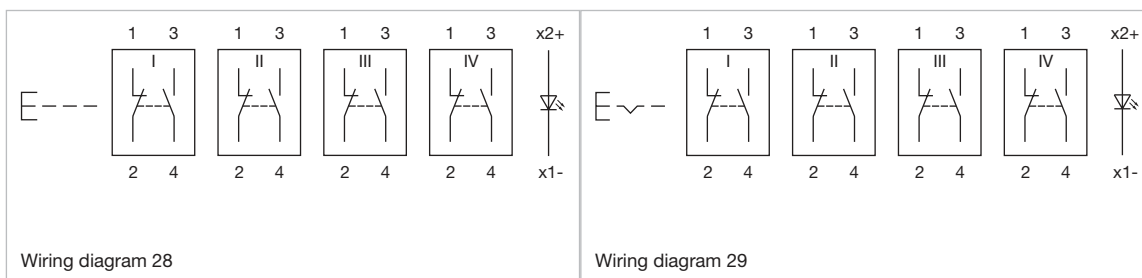 1 3 1 3 1 3 1 3 x2+
I II III IV
2 4 2 4 2 4 2 4 x1-
Wiring diagram 28
1 3 1 3 1 3 1 3 x2+
I II III IV
2 4 2 4 2 4 2 4 x1-
Wiring diagram 29